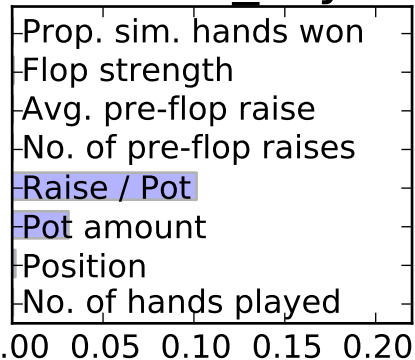 Prop. sim. hands won
Flop strength
Avg. pre-flop raise
No. of pre-flop raises
Raise / Pot
Pot amount
Position
No. of hands played
.00 0.05 0.10 0.15 0.20